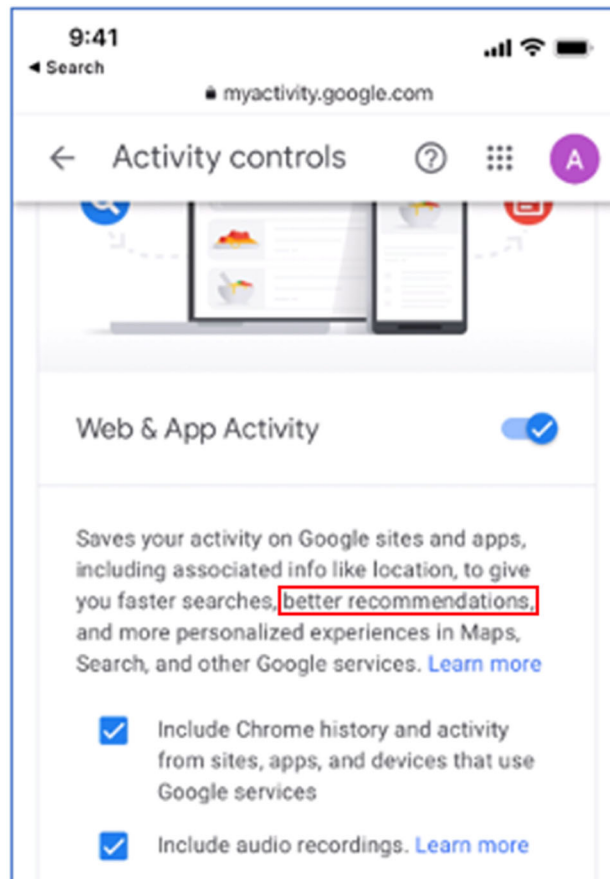 9:41
◄ Search
myactivity.google.com
Activity controls
A
Web & App Activity
Saves your activity on Google sites and apps,
including associated info like location, to give
you faster searches, better recommendations,
and more personalized experiences in Maps,
Search, and other Google services. Learn more
Include Chrome history and activity
from sites, apps, and devices that use
Google services
Include audio recordings. Learn more